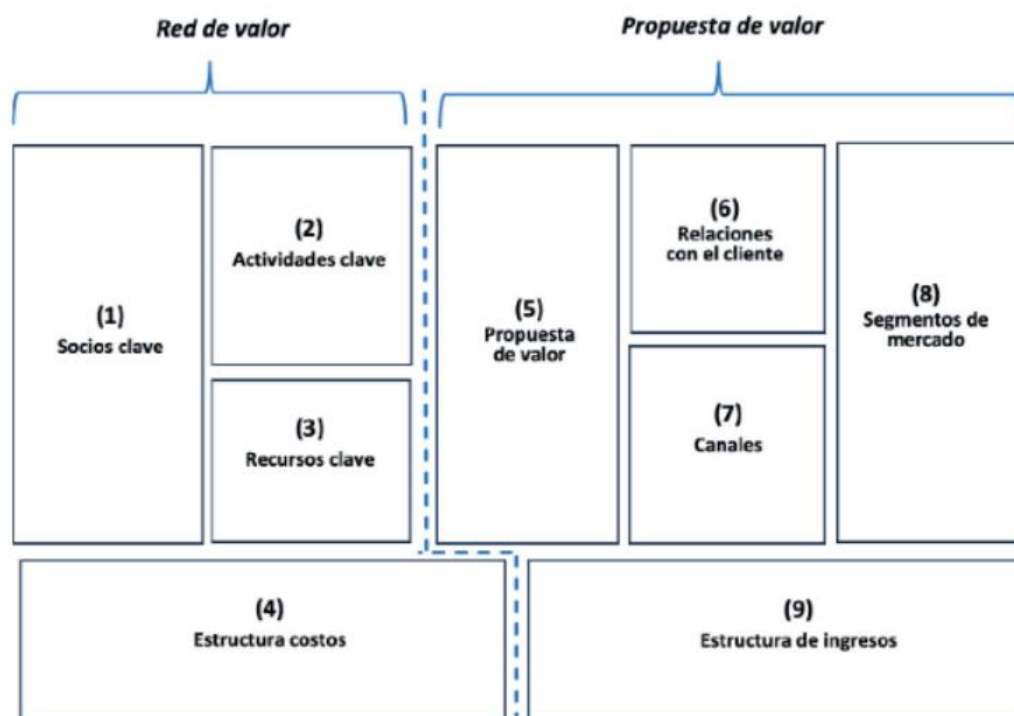 Red de valor
Propuesta de valor
(1)
Socios clave
(2)
Actividades clave
(3)
Recursos clave
(4)
Estructura costos
(5)
Propuesta
de valor
(6)
Relaciones
con el cliente
(7)
Canales
(8)
Segmentos de
mercado
(9)
Estructura de ingresos